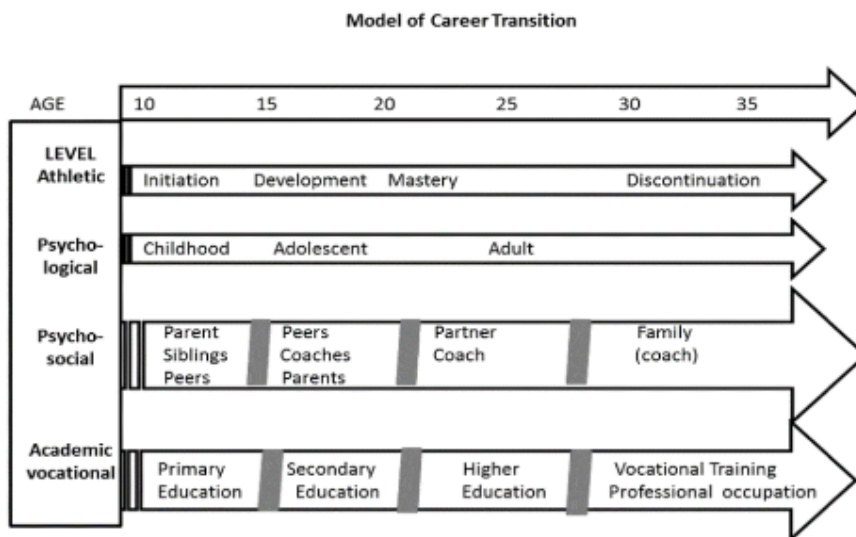 Model of Career Transition
AGE 10 15 20 25 30 35
LEVEL
Athletic Initiation Development Mastery Discontinuation
Psycho-
logical Childhood Adolescent Adult
Psycho-
social
Parent Peers Partner Family
Siblings Coaches Coach (coach)
Peers Parents
Academic
vocational
Primary Secondary Higher Vocational Training
Education Education Education Professional occupation